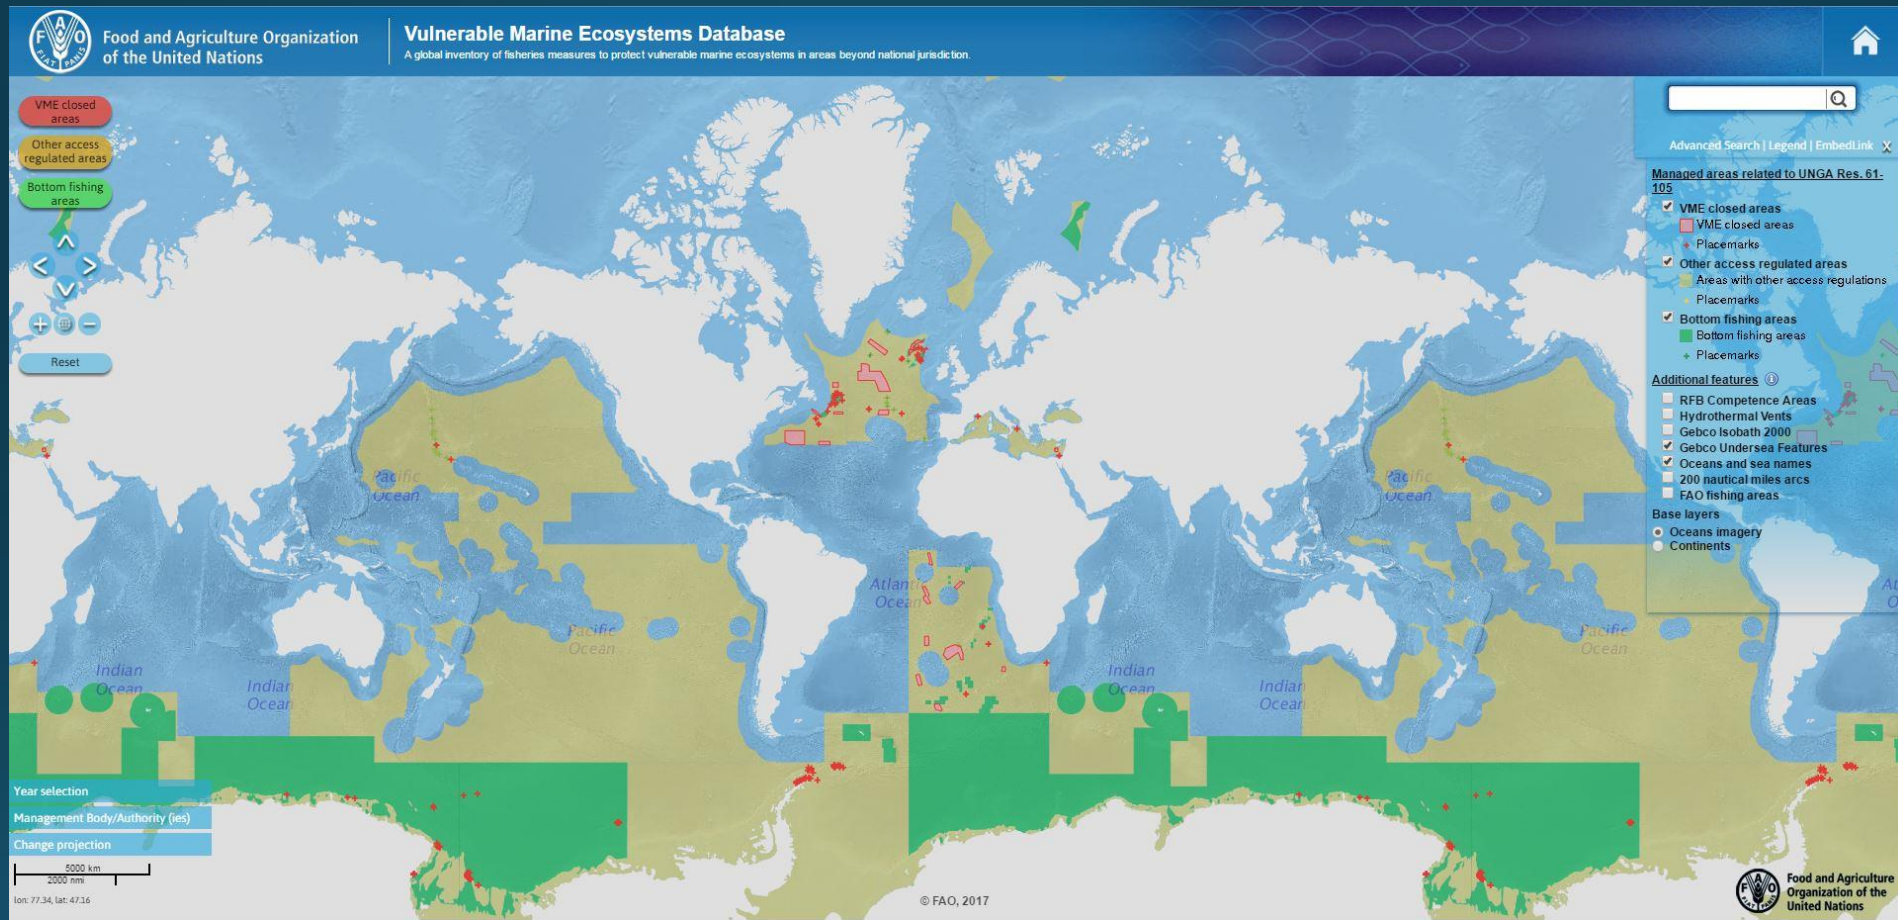 Food and Agriculture Organization
of the United Nations
Vulnerable Marine Ecosystems Database
A global inventory of fisheries measures to protect vulnerable marine ecosystems in areas beyond national jurisdiction.
VME closed
areas
Other access
regulated areas
Bottom fishing
areas
Reset
Advanced Search | Legend | EmbedLink X
Managed areas related to UNGA Res. 61-
105
VME closed areas
VME closed areas
Placemarks
Other access regulated areas
Areas with other access regulations
Placemarks
Bottom fishing areas
Bottom fishing areas
Placemarks
Additional features
RFB Competence Areas
Hydrothermal Vents
Gebco Isobath 2000
Gebco Undersea Features
Oceans and sea names
200 nautical miles arcs
FAO fishing areas
Base layers
Oceans imagery
Continents
Pacific
Ocean
Pacific
Ocean
Atlantic
Ocean
Pacific
Ocean
Pacific
Ocean
Indian
Ocean
Indian
Ocean
Indian
Ocean
Indian
Ocean
Year selection
Management Body/Authority (ies)
Change projection
5000 km
2000 nmi
lon: 77.34, lat: 47.16
© FAO, 2017
Food and Agriculture
Organization of the
United Nations